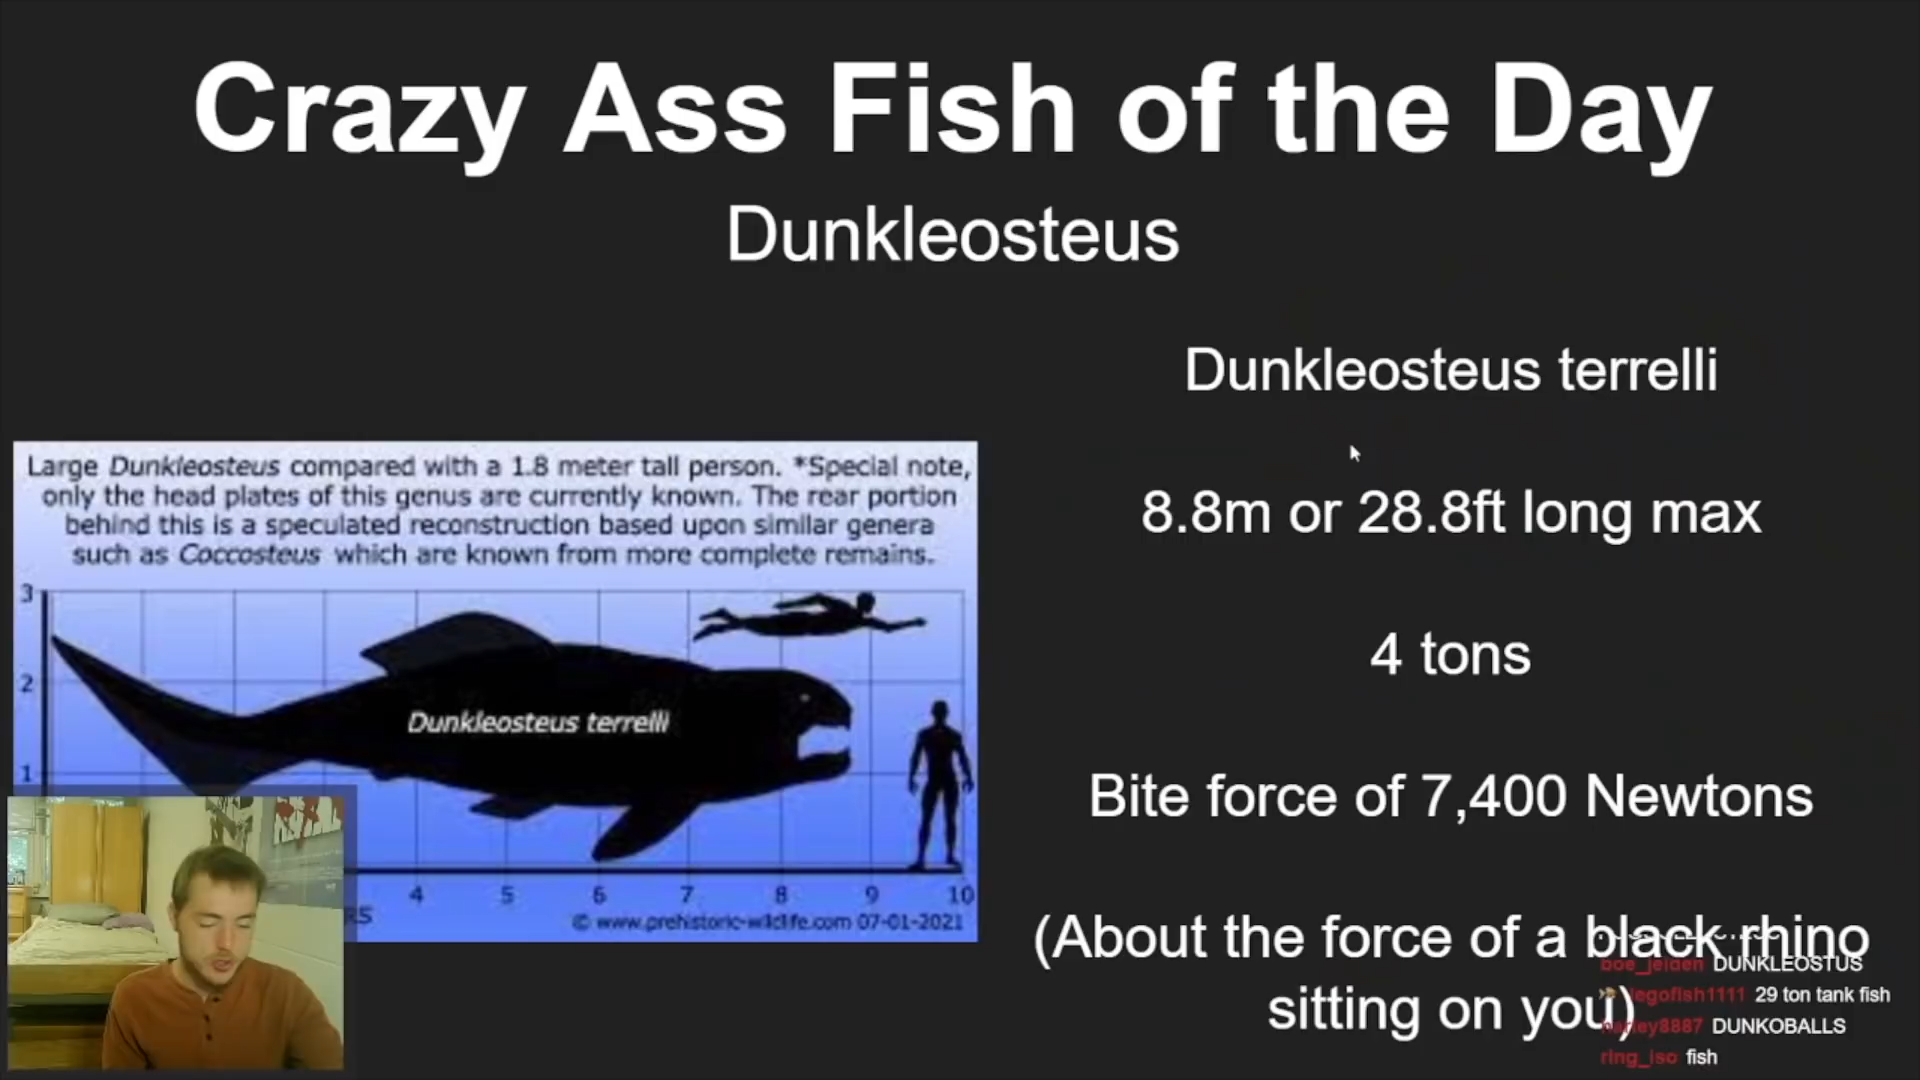 Crazy Ass Fish of the Day
Dunkleosteus
Dunkleosteus terrelli
8.8m or 28.8ft long max
4 tons
Bite force of 7,400 Newtons
(About the force of a black rhino
sitting on you)
Large Dunkleosteus compared with a 1.8 meter tall person. *Special note,
only the head plates of this genus are currently known. The rear portion
behind this is a speculated reconstruction based upon similar genera
such as Coccosteus which are known from more complete remains.
3
2
1
Dunkleosteus terrelli
4 5 6 7 8 9 10
RS
© www.prehistoric-wildlife.com 07-01-2021
boe_jeiden DUNKLEOSTUS
legofish1111 29 ton tank fish
harley8887 DUNKOBALLS
ring_iso fish